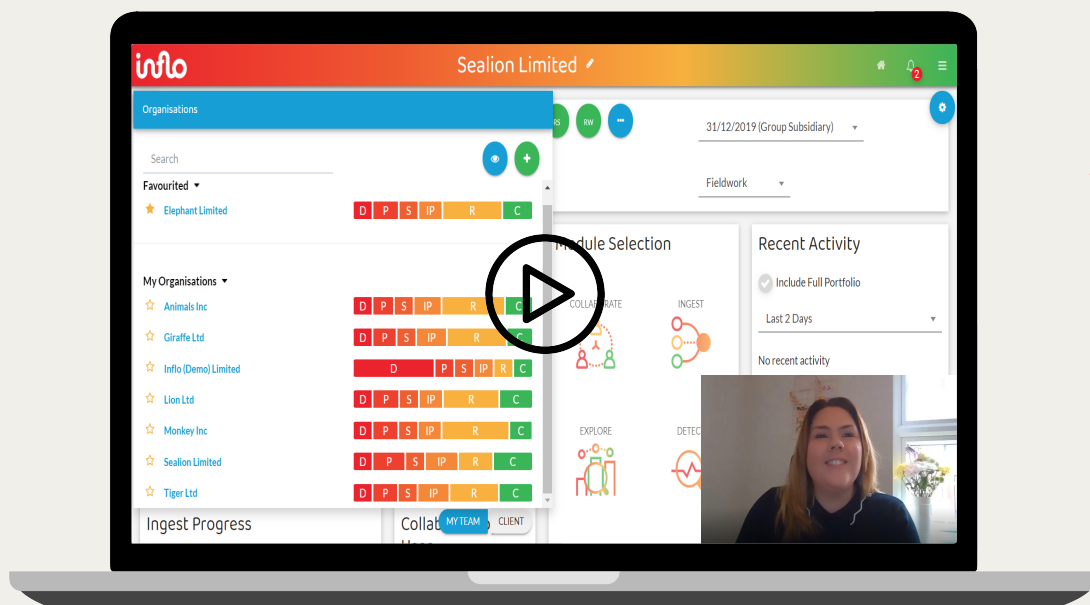 inflo
Sealion Limited
2
Organisations
RS
RW
31/12/2019 (Group Subsidiary)
Search
Fieldwork
Favourited
Elephant Limited
D P S IP R C
My Organisations
Animals Inc
D P S IP R C
Giraffe Ltd
D P S IP R C
Inflo (Demo) Limited
D P S IP R C
Lion Ltd
D P S IP R C
Monkey Inc
D P S IP R C
Sealion Limited
D P S IP R C
Tiger Ltd
D P S IP R C
Module Selection
COLLABORATE
INGEST
EXPLORE
DETEC
Recent Activity
Include Full Portfolio
Last 2 Days
No recent activity
Ingest Progress
Collab
MY TEAM
CLIENT